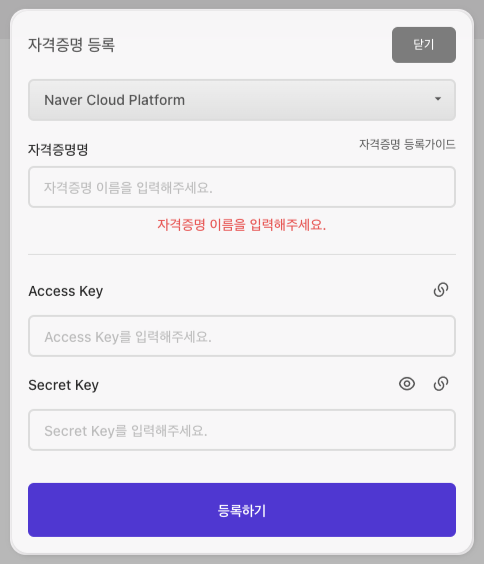 자격증명 등록
닫기
Naver Cloud Platform
자격증명명
자격증명 등록가이드
자격증명 이름을 입력해주세요.
자격증명 이름을 입력해주세요.
Access Key
Access Key를 입력해주세요.
Secret Key
Secret Key를 입력해주세요.
등록하기